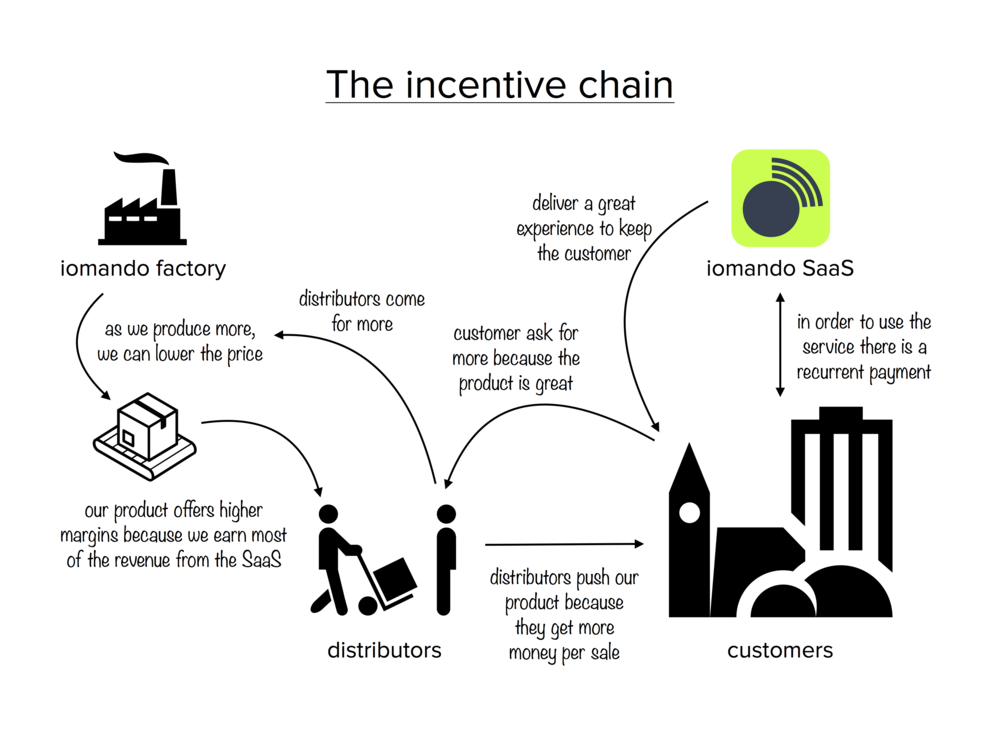 The incentive chain
iomando factory
as we produce more,
we can lower the price
our product offers higher
margins because we earn most
of the revenue from the SaaS
distributors come
for more
distributors
customer ask for
more because the
product is great
distributors push our
product because
they get more
money per sale
deliver a great
experience to keep
the customer
iomando SaaS
in order to use the
service there is a
recurrent payment
customers